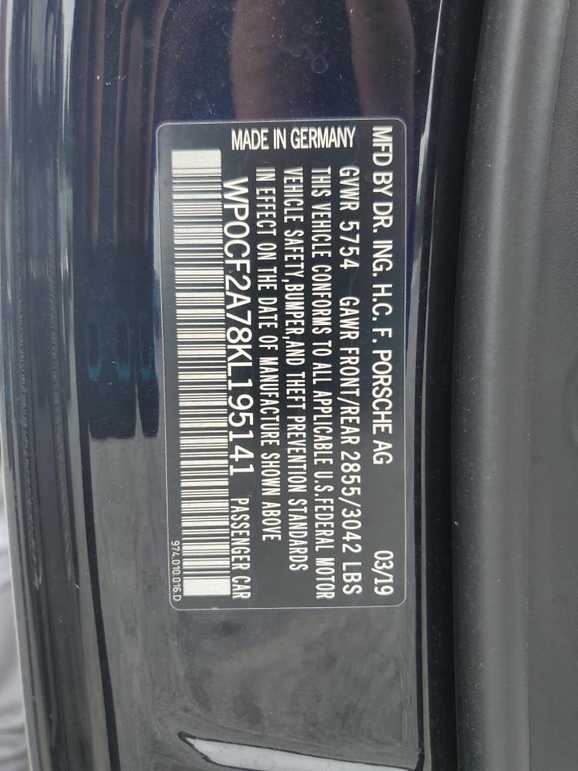 MFD BY DR. ING. H.C. F. PORSCHE AG 03/19
GVWR 5754 GAWR FRONT/REAR 2855/3042 LBS
THIS VEHICLE CONFORMS TO ALL APPLICABLE U.S.FEDERAL MOTOR
VEHICLE SAFETY,BUMPER,AND THEFT PREVENTION STANDARDS
IN EFFECT ON THE DATE OF MANUFACTURE SHOWN ABOVE
MADE IN GERMANY
WP0CF2A78KL195141 PASSENGER CAR
974.010.016.D